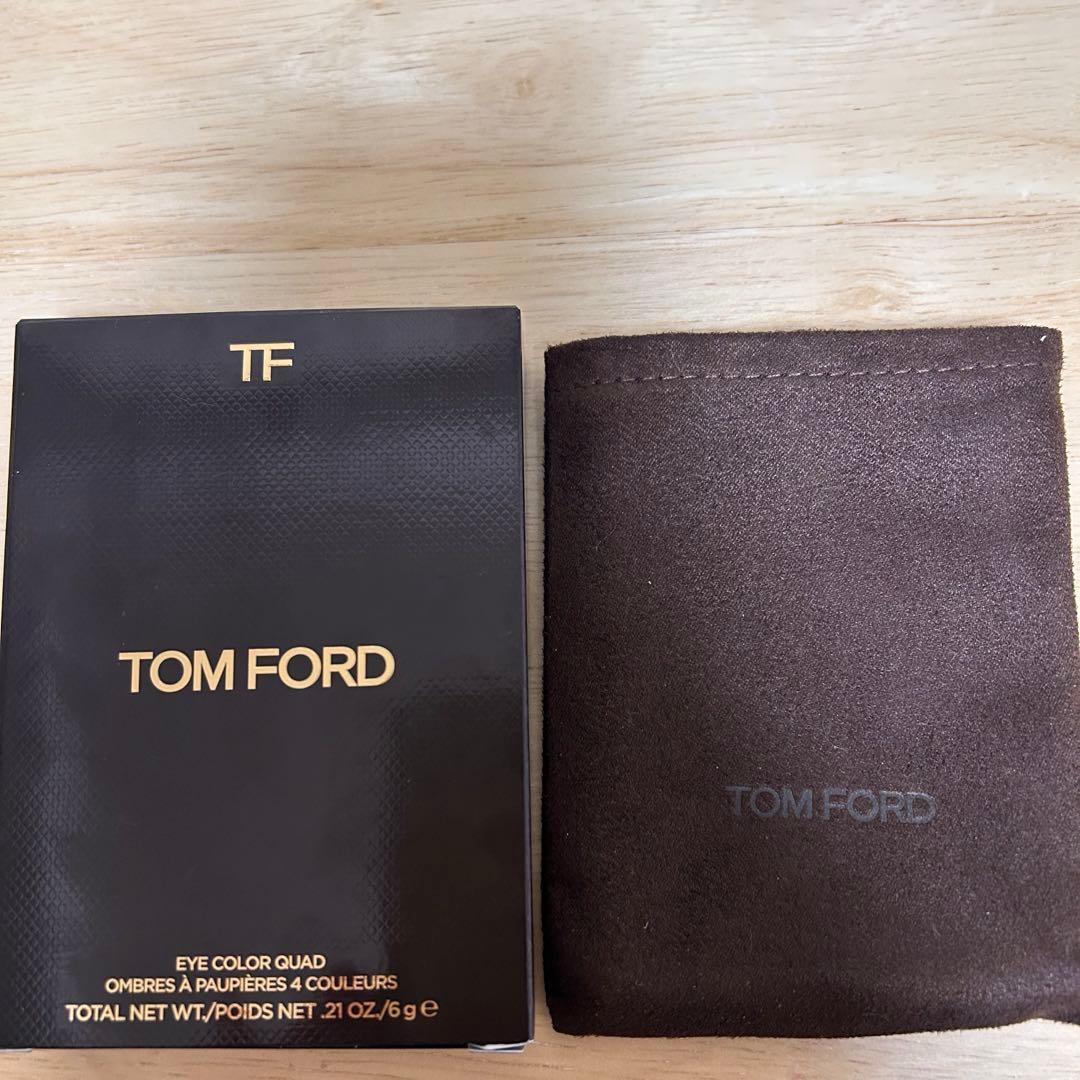 TF
TOM FORD
EYE COLOR QUAD
OMBRES À PAUPIÈRES 4 COULEURS
TOTAL NET WT./POIDS NET .21 OZ./6 g ℮
TOM FORD